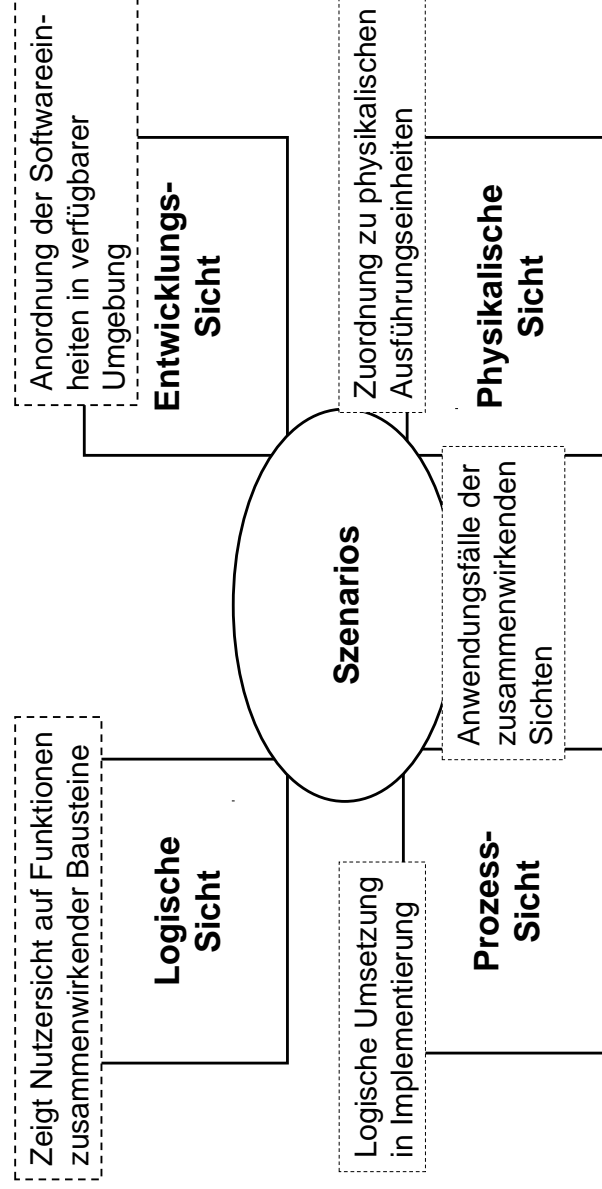 Zeigt Nutzersicht auf Funktionen
zusammenwirkender Bausteine
Logische
Sicht
Anordnung der Softwareein-
heiten in verfügbarer
Umgebung
Entwicklungs-
Sicht
Szenarios
Logische Umsetzung
in Implementierung
Prozess-
Sicht
Anwendungsfälle der
zusammenwirkenden
Sichten
Zuordnung zu physikalischen
Ausführungseinheiten
Physikalische
Sicht